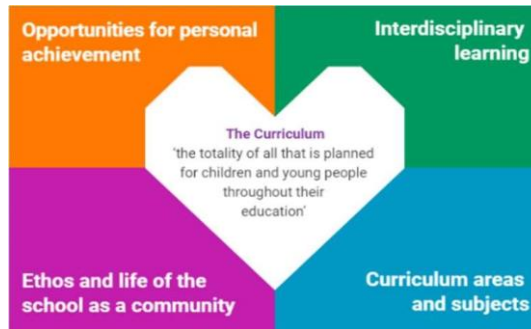 Opportunities for personal
achievement
Interdisciplinary
learning
The Curriculum
'the totality of all that is planned
for children and young people
throughout their
education'
Ethos and life of the
school as a community
Curriculum areas
and subjects